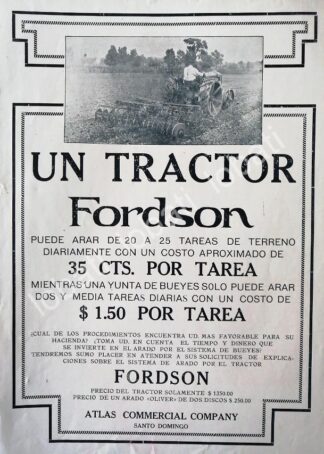 UN TRACTOR
Fordson
PUEDE ARAR DE 20 A 25 TAREAS DE TERRENO
DIARIAMENTE CON UN COSTO APROXIMADO DE
35 CTS. POR TAREA
MIENTRAS UNA YUNTA DE BUEYES SOLO PUEDE ARAR
DOS Y MEDIA TAREAS DIARIAS CON UN COSTO DE
$ 1.50 POR TAREA
¿CUAL DE LOS PROCEDIMIENTOS ENCUENTRA UD. MAS FAVORABLE PARA SU
HACIENDA? ¿TOMA UD. EN CUENTA EL TIEMPO Y DINERO QUE
SE INVIERTE EN EL ARADO POR EL SISTEMA DE BUEYES?
TENDREMOS SUMO PLACER EN ATENDER A SUS SOLICITUDES DE EXPLICA-
CIONES SOBRE EL SISTEMA DE ARADO POR EL TRACTOR
FORDSON
PRECIO DEL TRACTOR SOLAMENTE $ 1350.00
PRECIO DE UN ARADO «OLIVER» DE DOS DISCOS $ 250.00
ATLAS COMMERCIAL COMPANY
SANTO DOMINGO